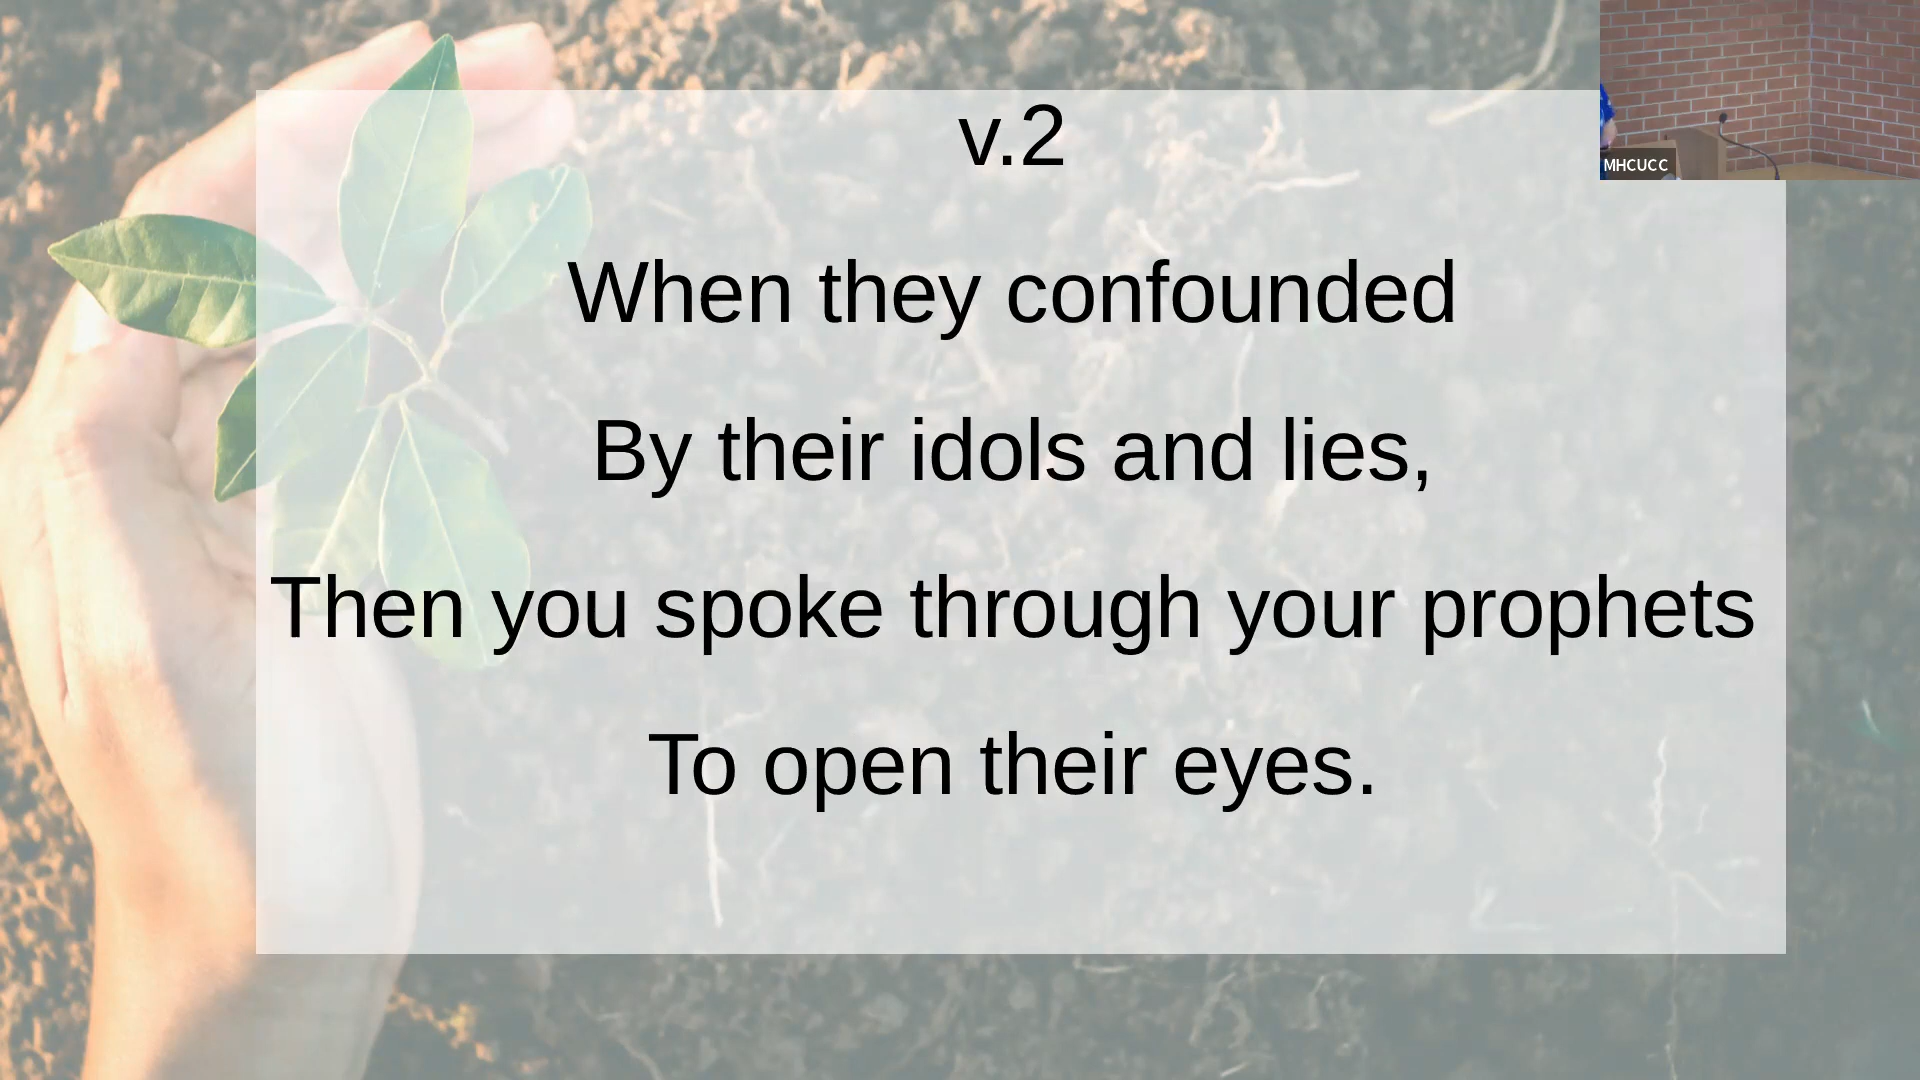 v.2
When they confounded
By their idols and lies,
Then you spoke through your prophets
To open their eyes.
MHCUCC